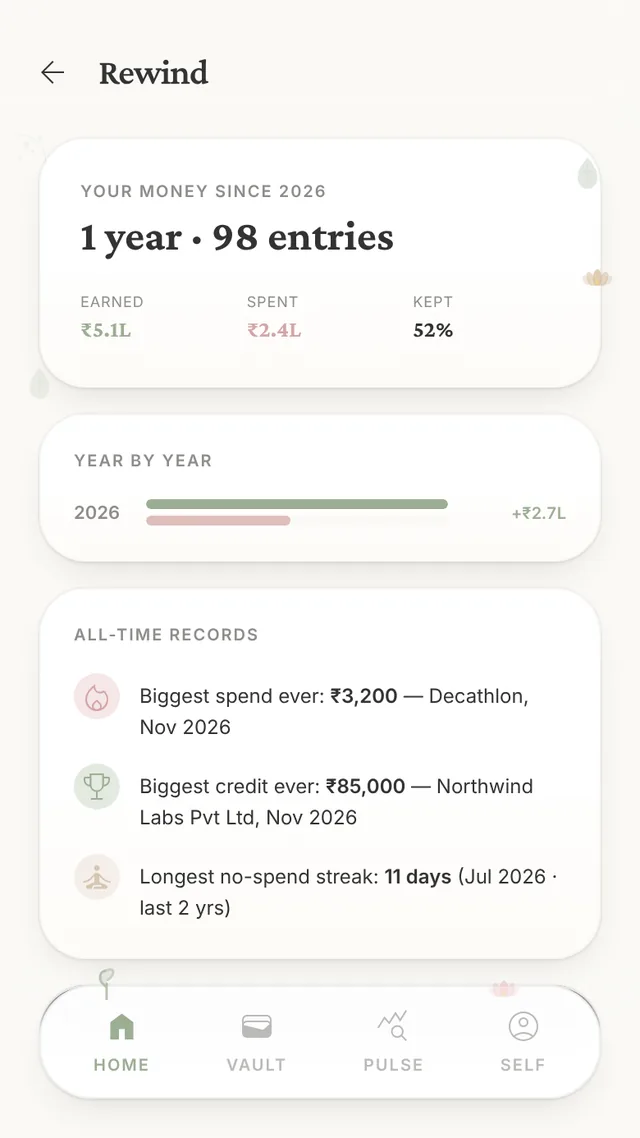 Rewind
YOUR MONEY SINCE 2026
1 year · 98 entries
EARNED SPENT KEPT
₹5.1L ₹2.4L 52%
YEAR BY YEAR
2026 +₹2.7L
ALL-TIME RECORDS
Biggest spend ever: ₹3,200 — Decathlon,
Nov 2026
Biggest credit ever: ₹85,000 — Northwind
Labs Pvt Ltd, Nov 2026
Longest no-spend streak: 11 days (Jul 2026 ·
last 2 yrs)
HOME VAULT PULSE SELF